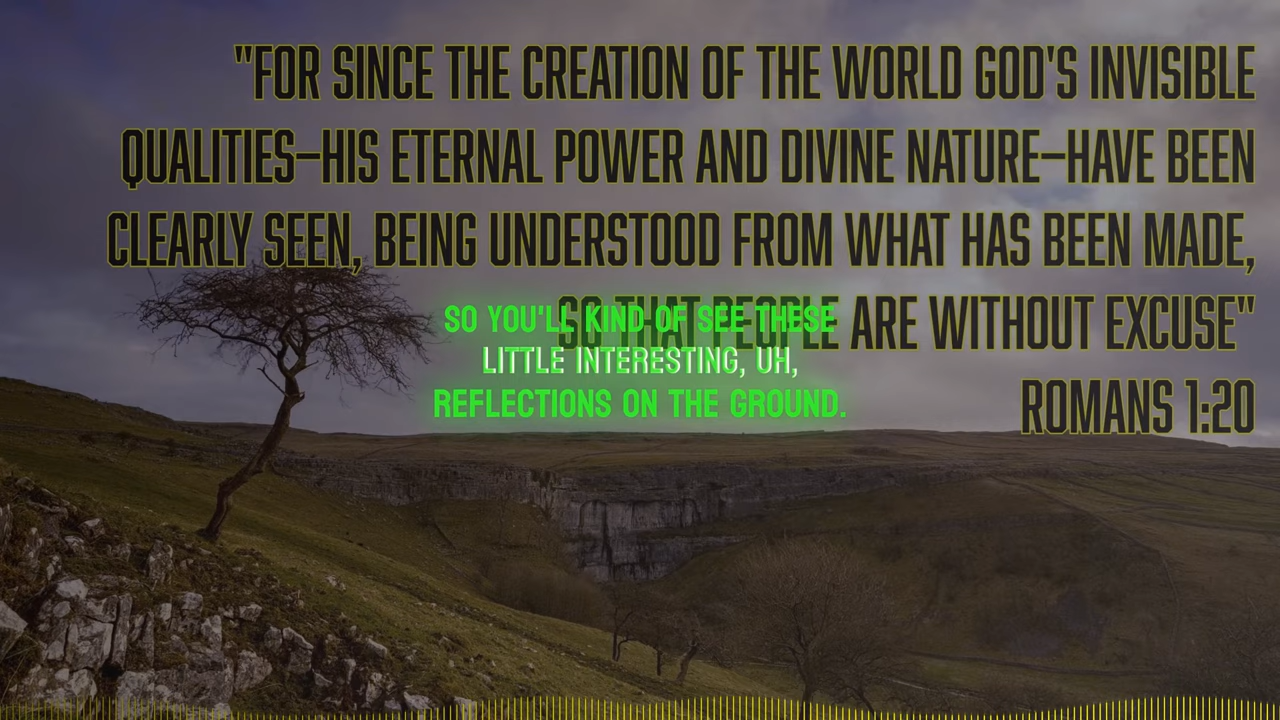 "FOR SINCE THE CREATION OF THE WORLD GOD'S INVISIBLE
QUALITIES—HIS ETERNAL POWER AND DIVINE NATURE—HAVE BEEN
CLEARLY SEEN, BEING UNDERSTOOD FROM WHAT HAS BEEN MADE,
SO THAT PEOPLE ARE WITHOUT EXCUSE"
ROMANS 1:20
SO YOU'LL KIND OF SEE THESE
LITTLE INTERESTING, UH,
REFLECTIONS ON THE GROUND.